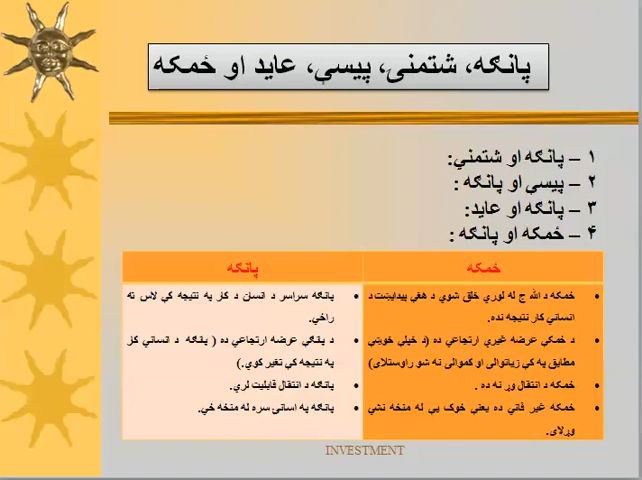 پانګه، شتمنی، پیسې، عاید او ځمکه
۱ – پانګه او شتمني:
۲ – پیسې او پانګه :
۳ – پانګه او عاید:
۴ – ځمکه او پانګه :
ځمکه
پانګه
• ځمکه د الله ج له لوري خلق شوي د هغې پیدایښت د
انساني کار نتیجه نده.
• د ځمکې عرضه غیري ارتجاعي ده (د خپلې خوښې
مطابق په کې زیاتوالی او کموالی نه شو راوستلای)
• ځمکه د انتقال وړ نه ده .
• ځمکه غیر فاني ده یعني څوک یې له منځه نشي
وړلای.
• پانګه سراسر د انسان د کار په نتیجه کې لاس ته
راځي.
• د پانګې عرضه ارتجاعي ده ( پانګه د انساني کار
په نتیجه کې تغیر کوي.)
• پانګه د انتقال قابلیت لري.
• پانګه په اسانۍ سره له منځه ځي.
INVESTMENT